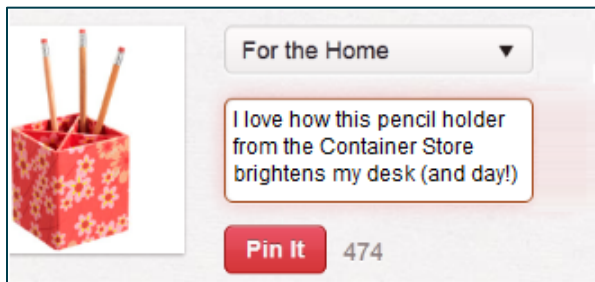 For the Home
I love how this pencil holder
from the Container Store
brightens my desk (and day!)
Pin It 474